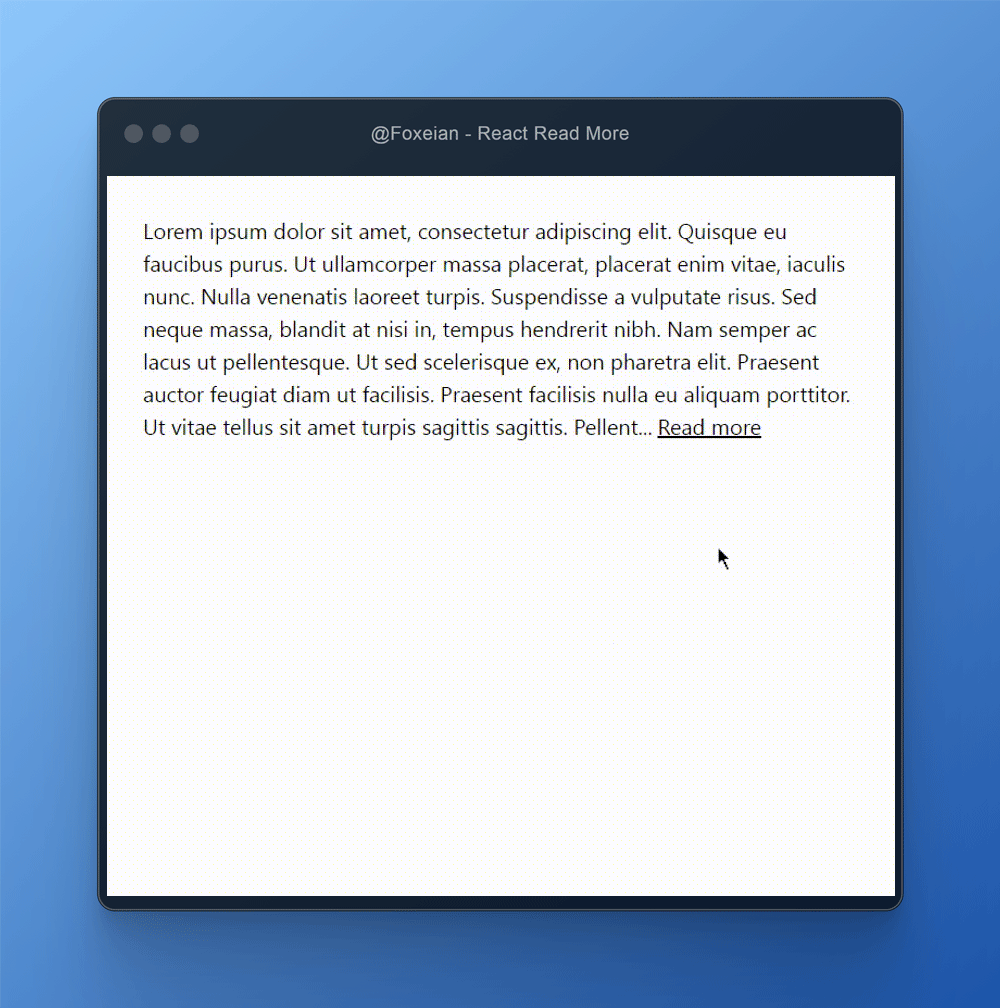 @Foxeian - React Read More
Lorem ipsum dolor sit amet, consectetur adipiscing elit. Quisque eu
faucibus purus. Ut ullamcorper massa placerat, placerat enim vitae, iaculis
nunc. Nulla venenatis laoreet turpis. Suspendisse a vulputate risus. Sed
neque massa, blandit at nisi in, tempus hendrerit nibh. Nam semper ac
lacus ut pellentesque. Ut sed scelerisque ex, non pharetra elit. Praesent
auctor feugiat diam ut facilisis. Praesent facilisis nulla eu aliquam porttitor.
Ut vitae tellus sit amet turpis sagittis sagittis. Pellent... Read more